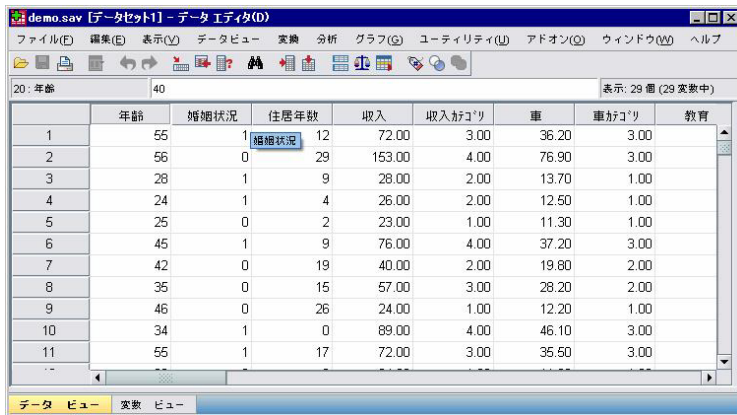 demo.sav [データセット1] - データ エディタ(D)
ファイル(F) 編集(E) 表示(V) データビュー 変換 分析 グラフ(G) ユーティリティ(U) アドオン(O) ウィンドウ(W) ヘルプ
20 : 年齢 40 表示: 29 個 (29 変数中)
年齢 婚姻状況 住居年数 収入 収入ｶﾃｺﾞﾘ 車 車ｶﾃｺﾞﾘ 教育
1 55 1 12 72.00 3.00 36.20 3.00
婚姻状況
2 56 0 29 153.00 4.00 76.90 3.00
3 28 1 9 28.00 2.00 13.70 1.00
4 24 1 4 26.00 2.00 12.50 1.00
5 25 0 2 23.00 1.00 11.30 1.00
6 45 1 9 76.00 4.00 37.20 3.00
7 42 0 19 40.00 2.00 19.80 2.00
8 35 0 15 57.00 3.00 28.20 2.00
9 46 0 26 24.00 1.00 12.20 1.00
10 34 1 0 89.00 4.00 46.10 3.00
11 55 1 17 72.00 3.00 35.50 3.00
データ ビュー 変数 ビュー